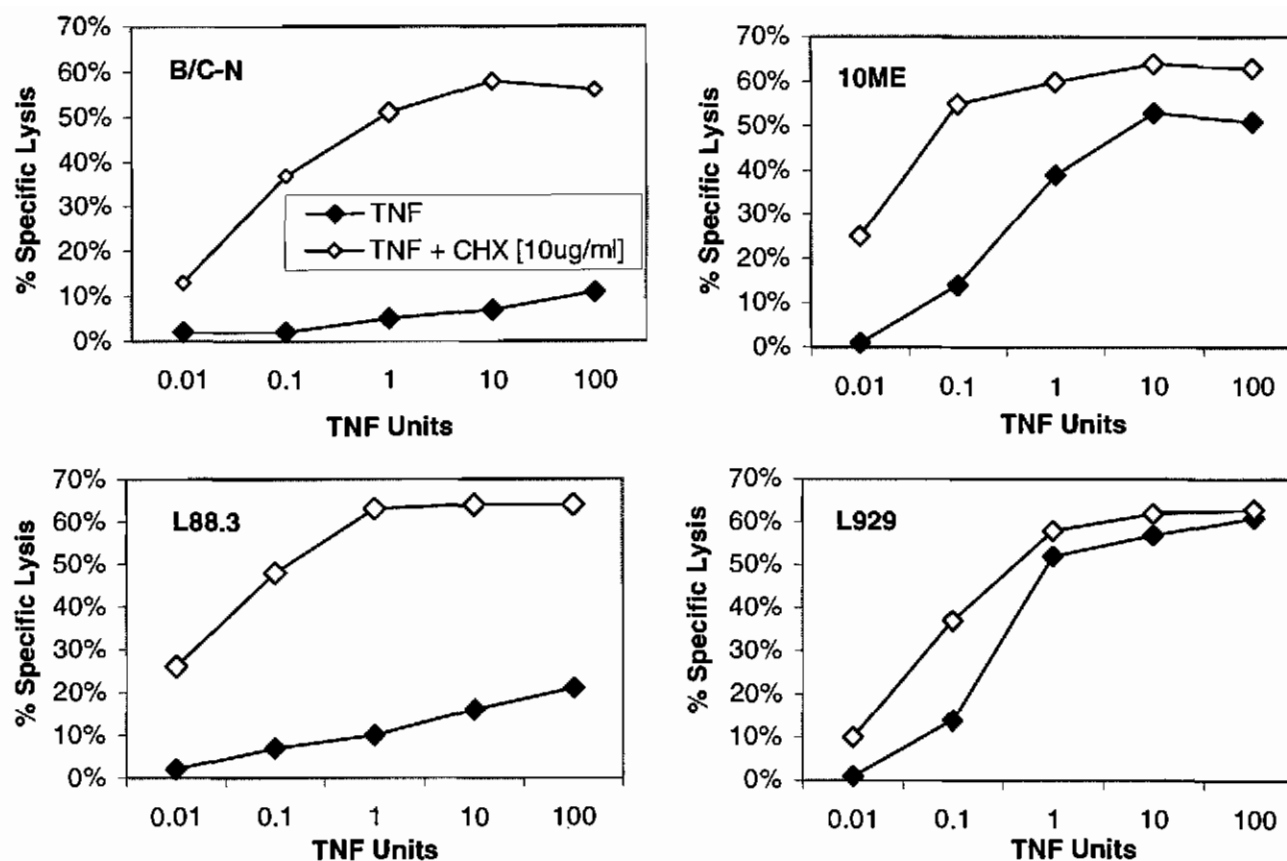 B/C-N
70%
60%
50%
40%
30%
20%
10%
0%
% Specific Lysis
TNF
TNF + CHX [10ug/ml]
0.01 0.1 1 10 100
TNF Units
10ME
70%
60%
50%
40%
30%
20%
10%
0%
% Specific Lysis
0.01 0.1 1 10 100
TNF Units
L88.3
70%
60%
50%
40%
30%
20%
10%
0%
% Specific Lysis
0.01 0.1 1 10 100
TNF Units
L929
70%
60%
50%
40%
30%
20%
10%
0%
% Specific Lysis
0.01 0.1 1 10 100
TNF Units